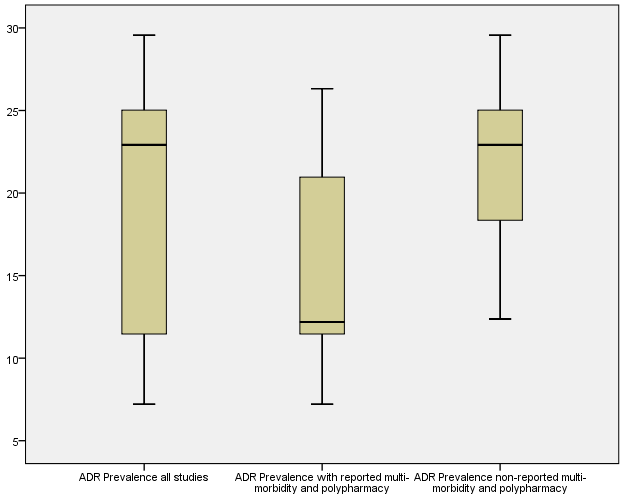 30
25
20
15
10
5
ADR Prevalence all studies
ADR Prevalence with reported multi-
morbidity and polypharmacy
ADR Prevalence non-reported multi-
morbidity and polypharmacy